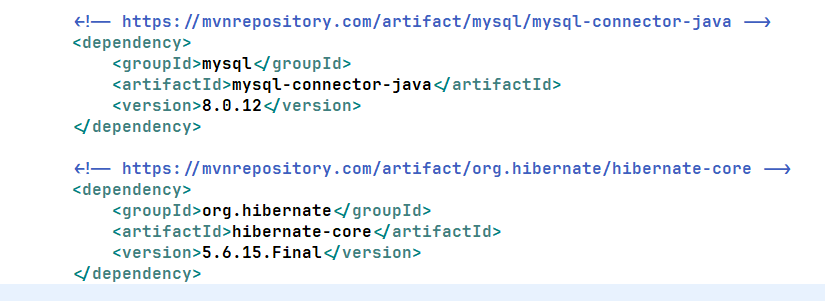 <!-- https://mvnrepository.com/artifact/mysql/mysql-connector-java -->
<dependency>
<groupId>mysql</groupId>
<artifactId>mysql-connector-java</artifactId>
<version>8.0.12</version>
</dependency>
<!-- https://mvnrepository.com/artifact/org.hibernate/hibernate-core -->
<dependency>
<groupId>org.hibernate</groupId>
<artifactId>hibernate-core</artifactId>
<version>5.6.15.Final</version>
</dependency>